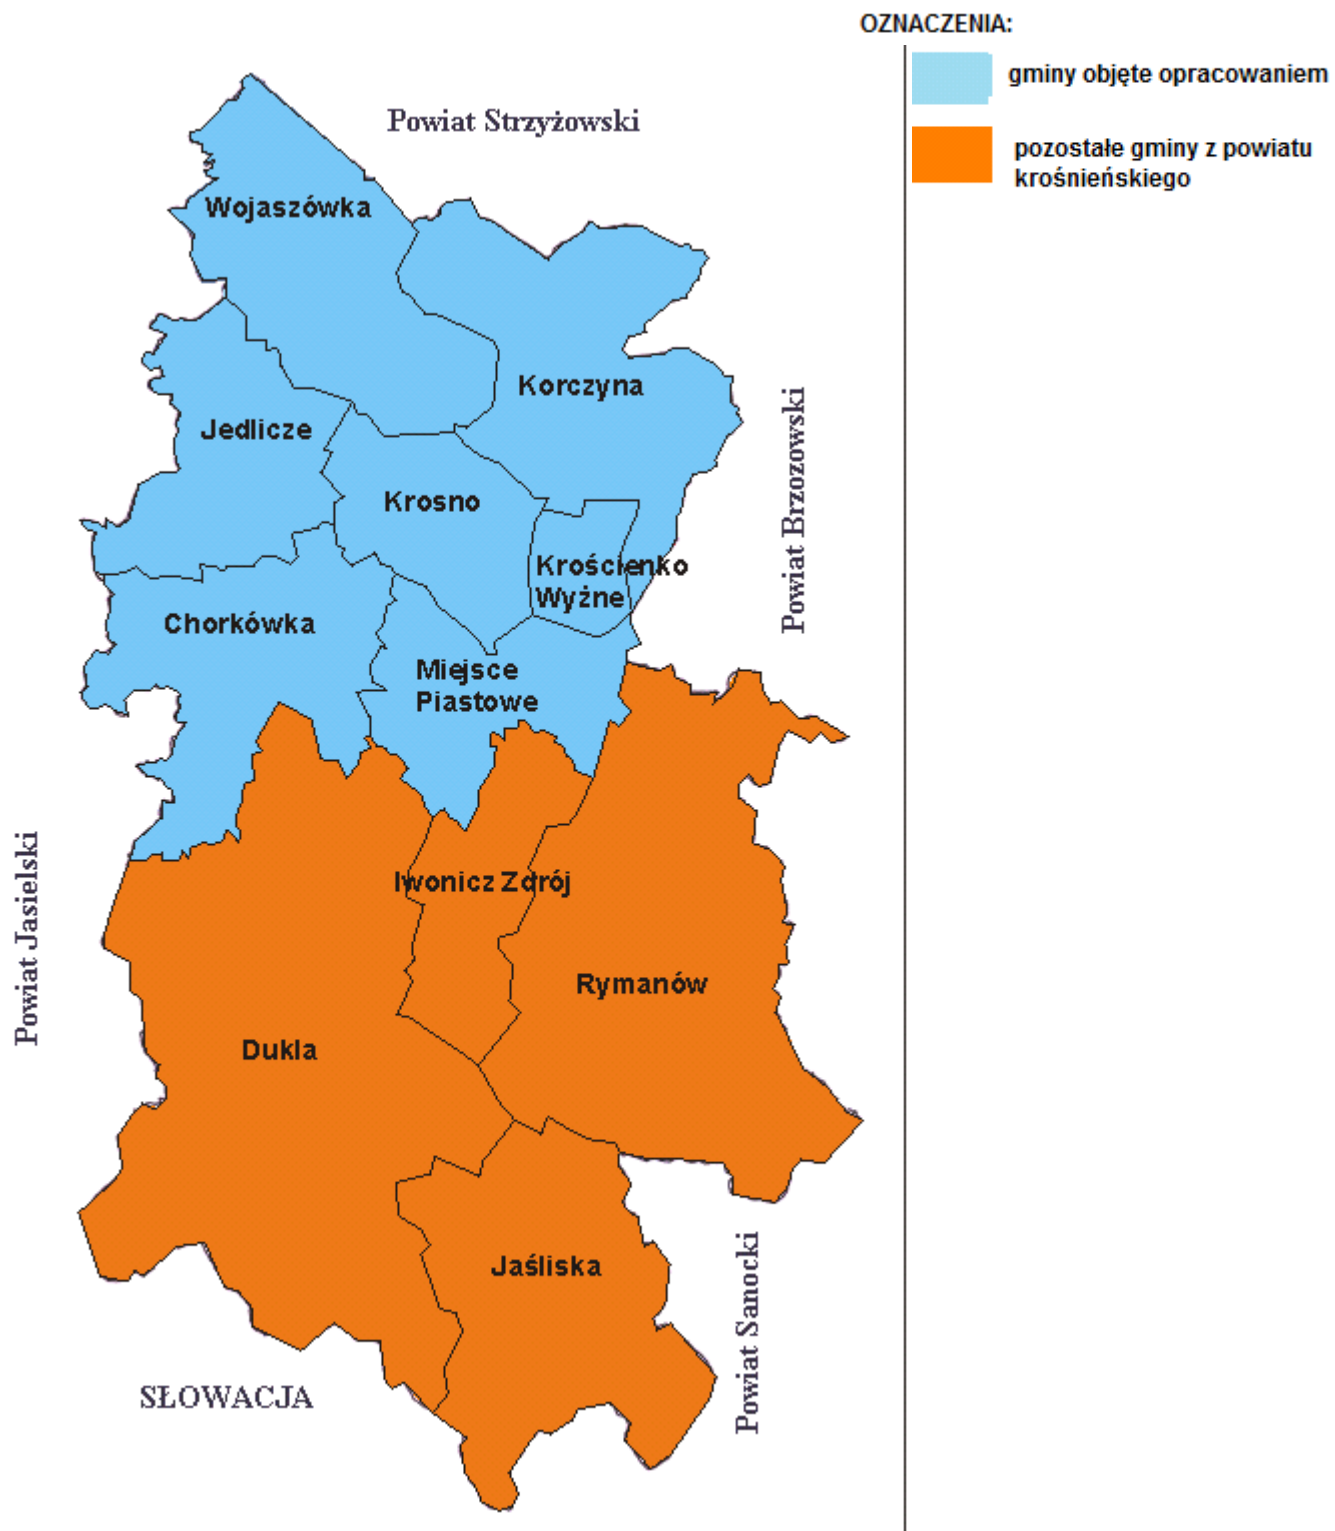 OZNACZENIA:
gminy objęte opracowaniem
pozostałe gminy z powiatu
krośnieńskiego
Powiat Strzyżowski
Wojaszówka
Korczyna
Jedlicze
Krosno
Krościenko
Wyżne
Powiat Brzozowski
Chorkówka
Miejsce
Piastowe
Iwonicz Zdrój
Powiat Jasielski
Rymanów
Dukla
Jaśliska
Powiat Sanocki
SŁOWACJA